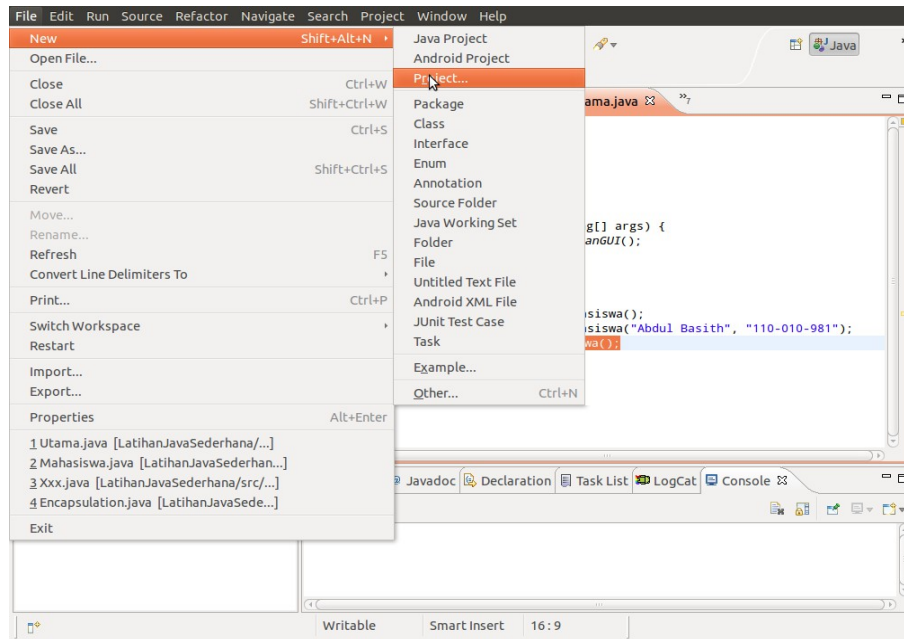 File Edit Run Source Refactor Navigate Search Project Window Help
New Shift+Alt+N
Open File...
Close Ctrl+W
Close All Shift+Ctrl+W
Save Ctrl+S
Save As...
Save All Shift+Ctrl+S
Revert
Move...
Rename...
Refresh F5
Convert Line Delimiters To
Print... Ctrl+P
Switch Workspace
Restart
Import...
Export...
Properties Alt+Enter
1 Utama.java [LatihanJavaSederhana/...]
2 Mahasiswa.java [LatihanJavaSederhan...]
3 Xxx.java [LatihanJavaSederhana/src/...]
4 Encapsulation.java [LatihanJavaSede...]
Exit
Java Project
Android Project
Project...
Package
Class
Interface
Enum
Annotation
Source Folder
Java Working Set
Folder
File
Untitled Text File
Android XML File
JUnit Test Case
Task
Example...
Other... Ctrl+N
Java
ama.java 7
g[] args) {
anGUI();
siswa();
siswa("Abdul Basith", "110-010-981");
wa();
Javadoc Declaration Task List LogCat Console
Writable Smart Insert 16:9